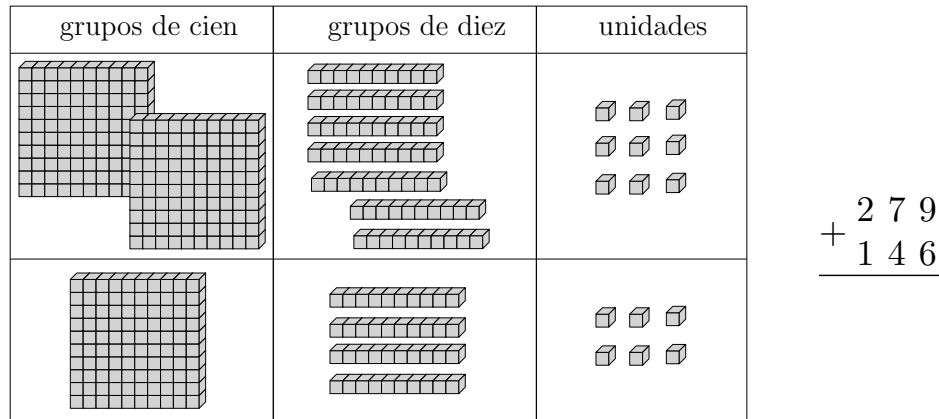 grupos de cien grupos de diez unidades
2 7 9
+ 1 4 6